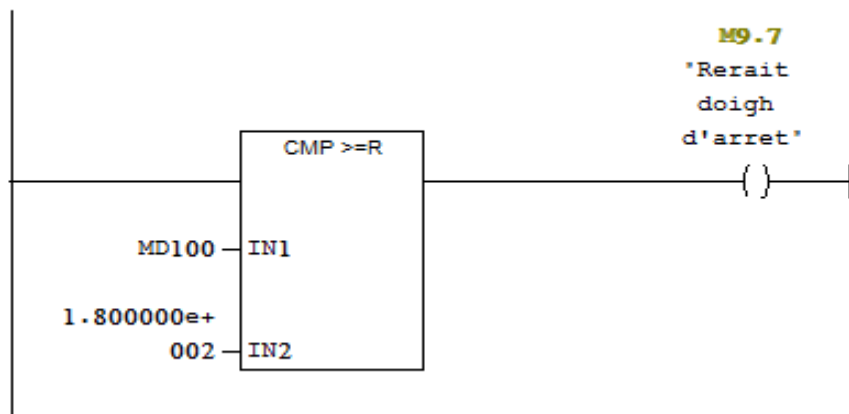 M9.7
"Rerait
doigh
d'arret"
CMP >=R
MD100
IN1
1.800000e+
002
IN2